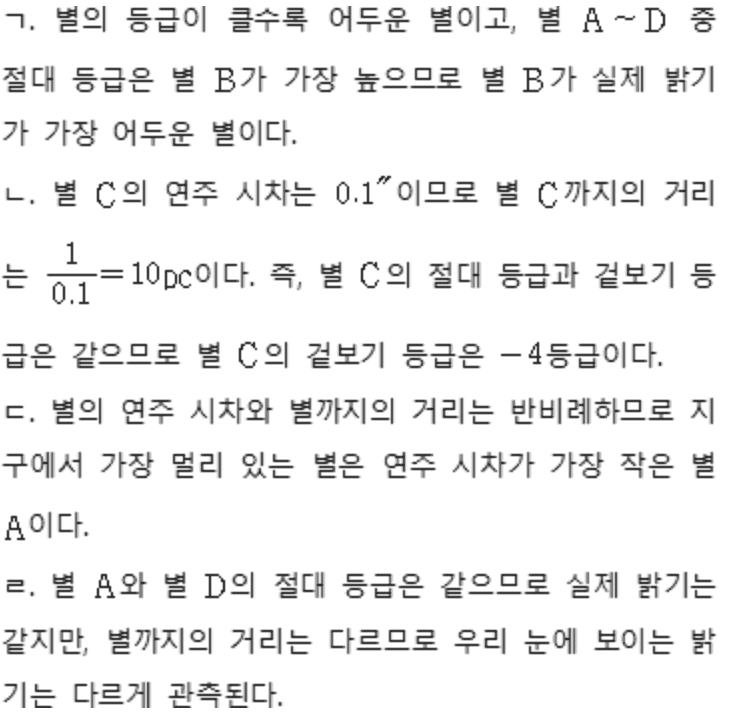 ㄱ. 별의 등급이 클수록 어두운 별이고, 별 A ~ D 중
절대 등급은 별 B가 가장 높으므로 별 B가 실제 밝기
가 가장 어두운 별이다.
ㄴ. 별 C의 연주 시차는 0.1″이므로 별 C까지의 거리
는 1/0.1 = 10pc이다. 즉, 별 C의 절대 등급과 겉보기 등
급은 같으므로 별 C의 겉보기 등급은 −4등급이다.
ㄷ. 별의 연주 시차와 별까지의 거리는 반비례하므로 지
구에서 가장 멀리 있는 별은 연주 시차가 가장 작은 별
A이다.
ㄹ. 별 A와 별 D의 절대 등급은 같으므로 실제 밝기는
같지만, 별까지의 거리는 다르므로 우리 눈에 보이는 밝
기는 다르게 관측된다.